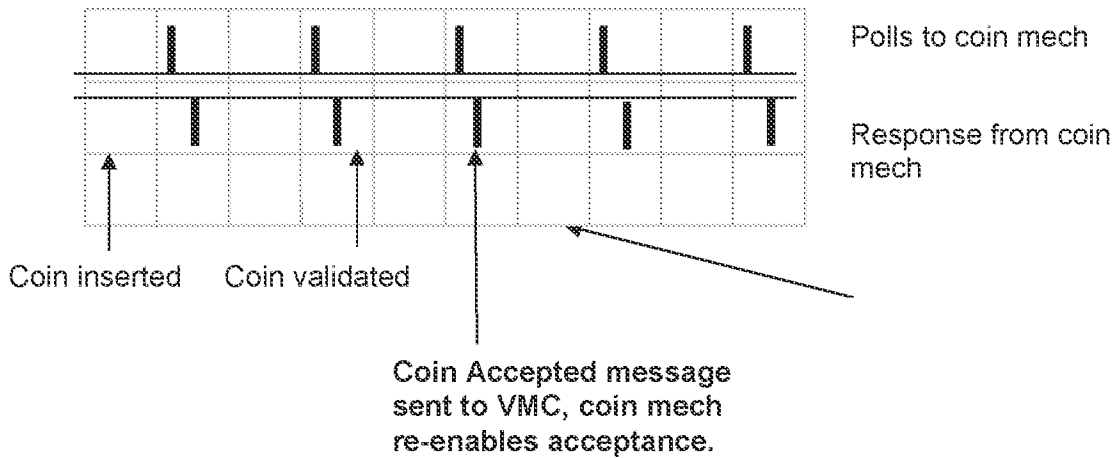 Polls to coin mech
Response from coin
mech
Coin inserted
Coin validated
Coin Accepted message
sent to VMC, coin mech
re-enables acceptance.